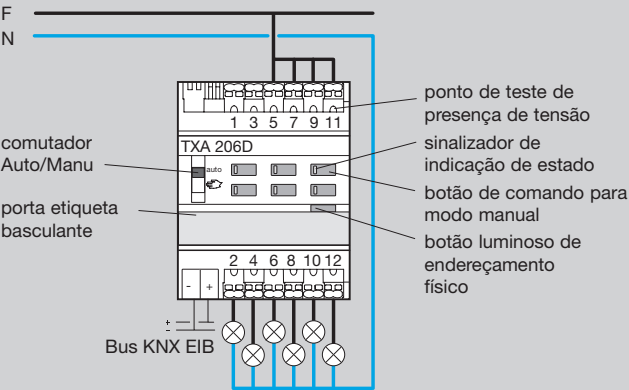 F
N
ponto de teste de
presença de tensão
1 3 5 7 9 11
TXA 206D
comutador
Auto/Manu
auto
sinalizador de
indicação de estado
botão de comando para
modo manual
porta etiqueta
basculante
botão luminoso de
endereçamento
físico
2 4 6 8 10 12
- +
Bus KNX EIB